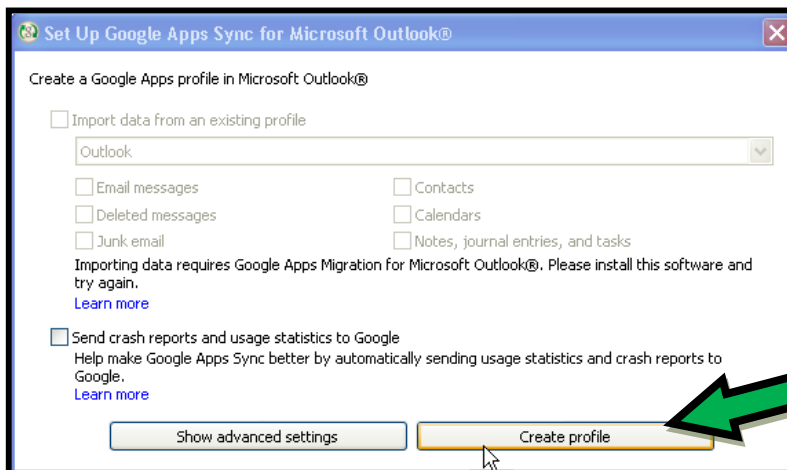 Set Up Google Apps Sync for Microsoft Outlook®
Create a Google Apps profile in Microsoft Outlook®
Import data from an existing profile
Outlook
Email messages
Contacts
Deleted messages
Calendars
Junk email
Notes, journal entries, and tasks
Importing data requires Google Apps Migration for Microsoft Outlook®. Please install this software and
try again.
Learn more
Send crash reports and usage statistics to Google
Help make Google Apps Sync better by automatically sending usage statistics and crash reports to
Google.
Learn more
Show advanced settings
Create profile